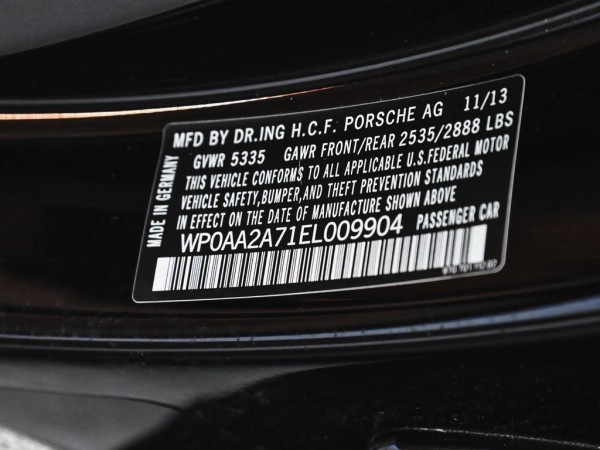 MFD BY DR.ING H.C.F. PORSCHE AG 11/13
GVWR 5335 GAWR FRONT/REAR 2535/2888 LBS
THIS VEHICLE CONFORMS TO ALL APPLICABLE U.S.FEDERAL MOTOR
VEHICLE SAFETY,BUMPER,AND THEFT PREVENTION STANDARDS
IN EFFECT ON THE DATE OF MANUFACTURE SHOWN ABOVE
WP0AA2A71EL009904 PASSENGER CAR
MADE IN GERMANY